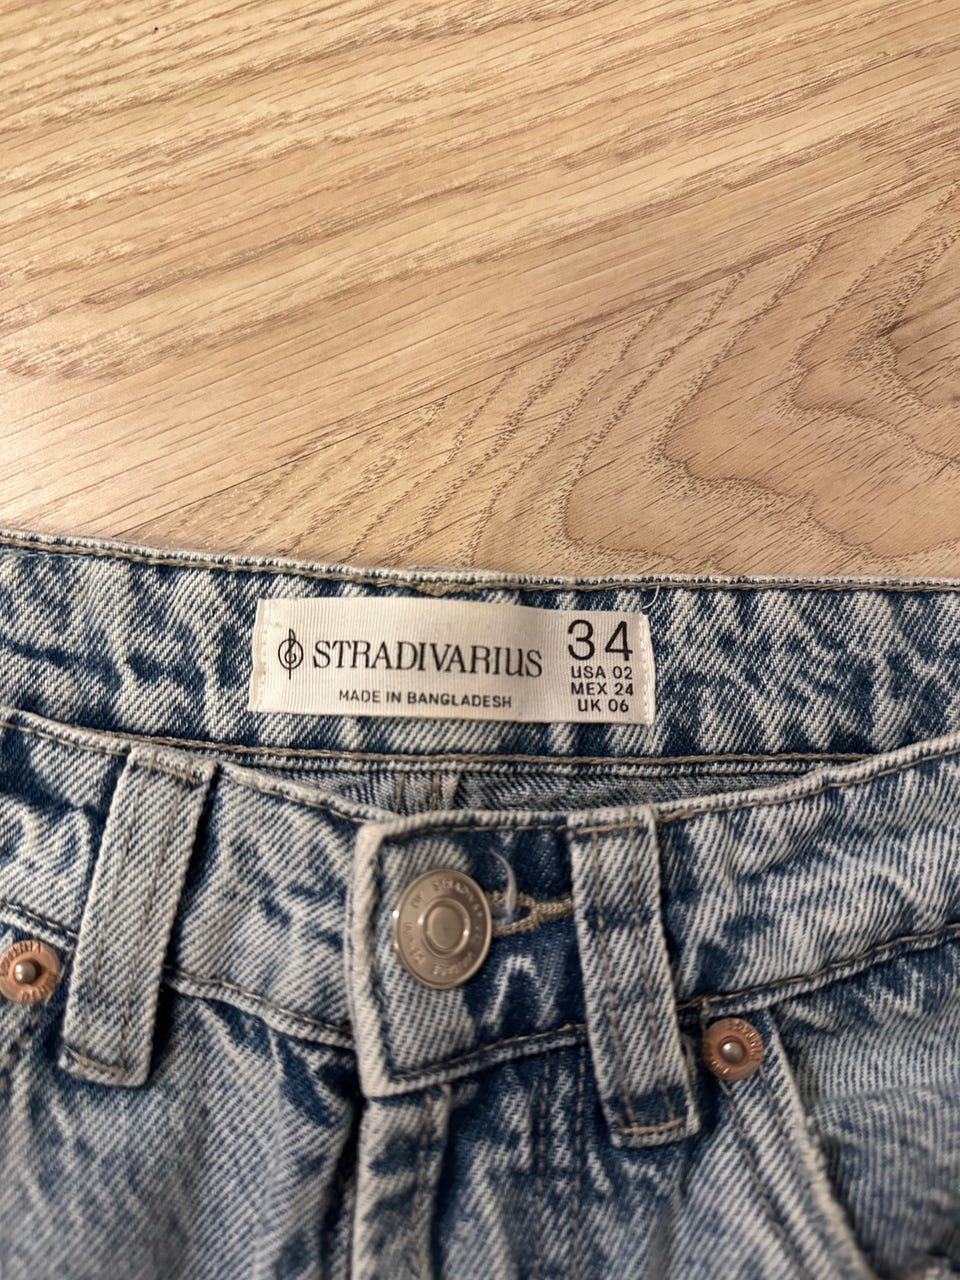 STRADIVARIUS
MADE IN BANGLADESH
34
USA 02
MEX 24
UK 06